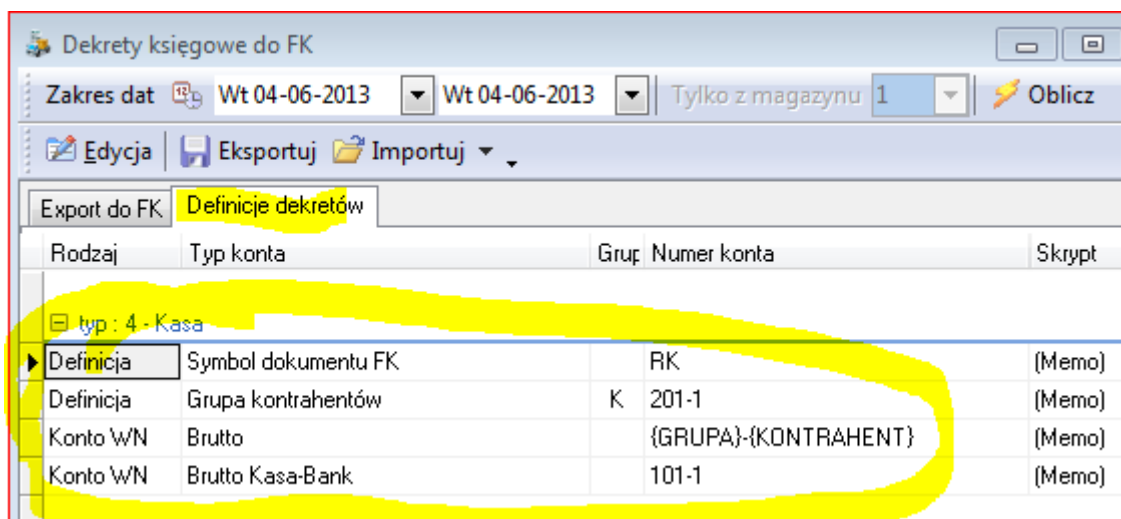 Dekrety księgowe do FK
Zakres dat 12 Wt 04-06-2013 Wt 04-06-2013 Tylko z magazynu 1 Oblicz
Edycja Eksportuj Importuj
Export do FK Definicje dekretów
Rodzaj Typ konta Grup Numer konta Skrypt
typ : 4 - Kasa
Definicja Symbol dokumentu FK RK (Memo)
Definicja Grupa kontrahentów K 201-1 (Memo)
Konto WN Brutto {GRUPA}-{KONTRAHENT} (Memo)
Konto WN Brutto Kasa-Bank 101-1 (Memo)